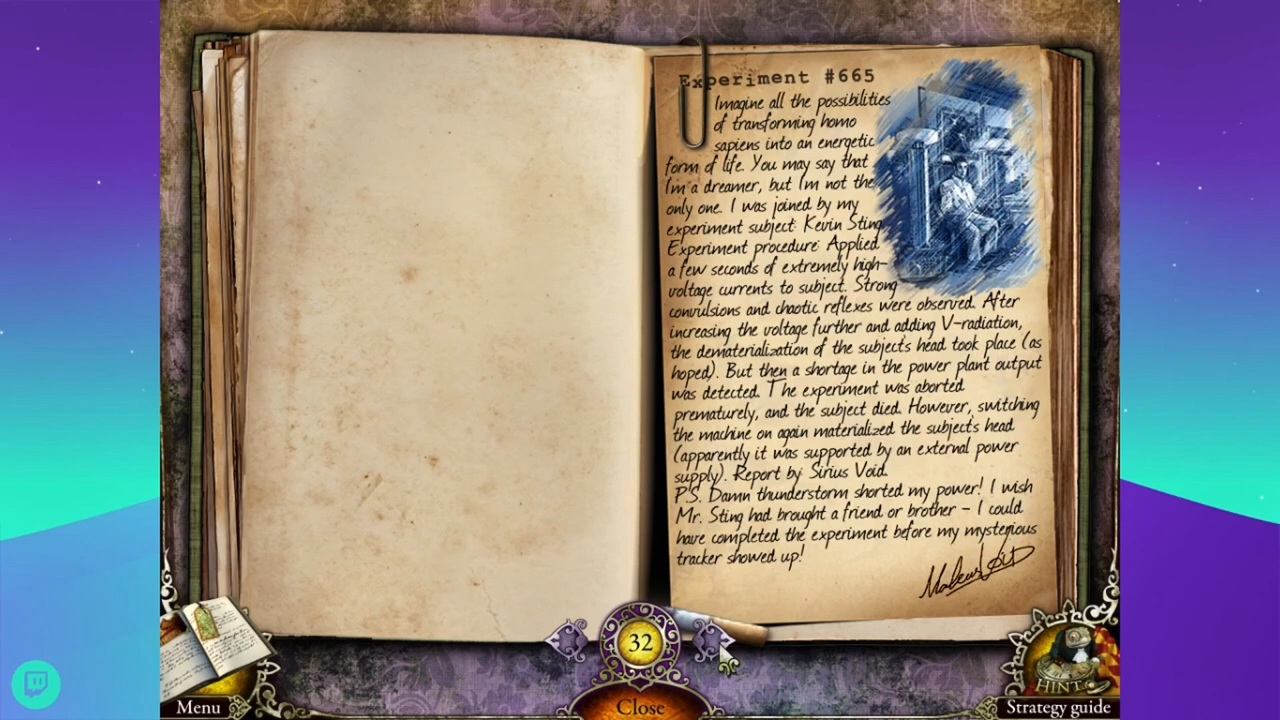 Experiment #665
Imagine all the possibilities
of transforming homo
sapiens into an energetic
form of life. You may say that
I'm a dreamer, but I'm not the
only one. I was joined by my
experiment subject: Kevin Sting
Experiment procedure: Applied
a few seconds of extremely high-
voltage currents to subject. Strong
convulsions and chaotic reflexes were observed. After
increasing the voltage further and adding V-radiation,
the dematerialization of the subject's head took place (as
hoped). But then a shortage in the power plant output
was detected. The experiment was aborted
prematurely, and the subject died. However, switching
the machine on again materialized the subject's head
(apparently it was supported by an external power
supply). Report by: Sirius Void.
P.S. Damn thunderstorm shorted my power! I wish
Mr. Sting had brought a friend or brother - I could
have completed the experiment before my mysterious
tracker showed up!
32
HINT
Menu
Close
Strategy guide